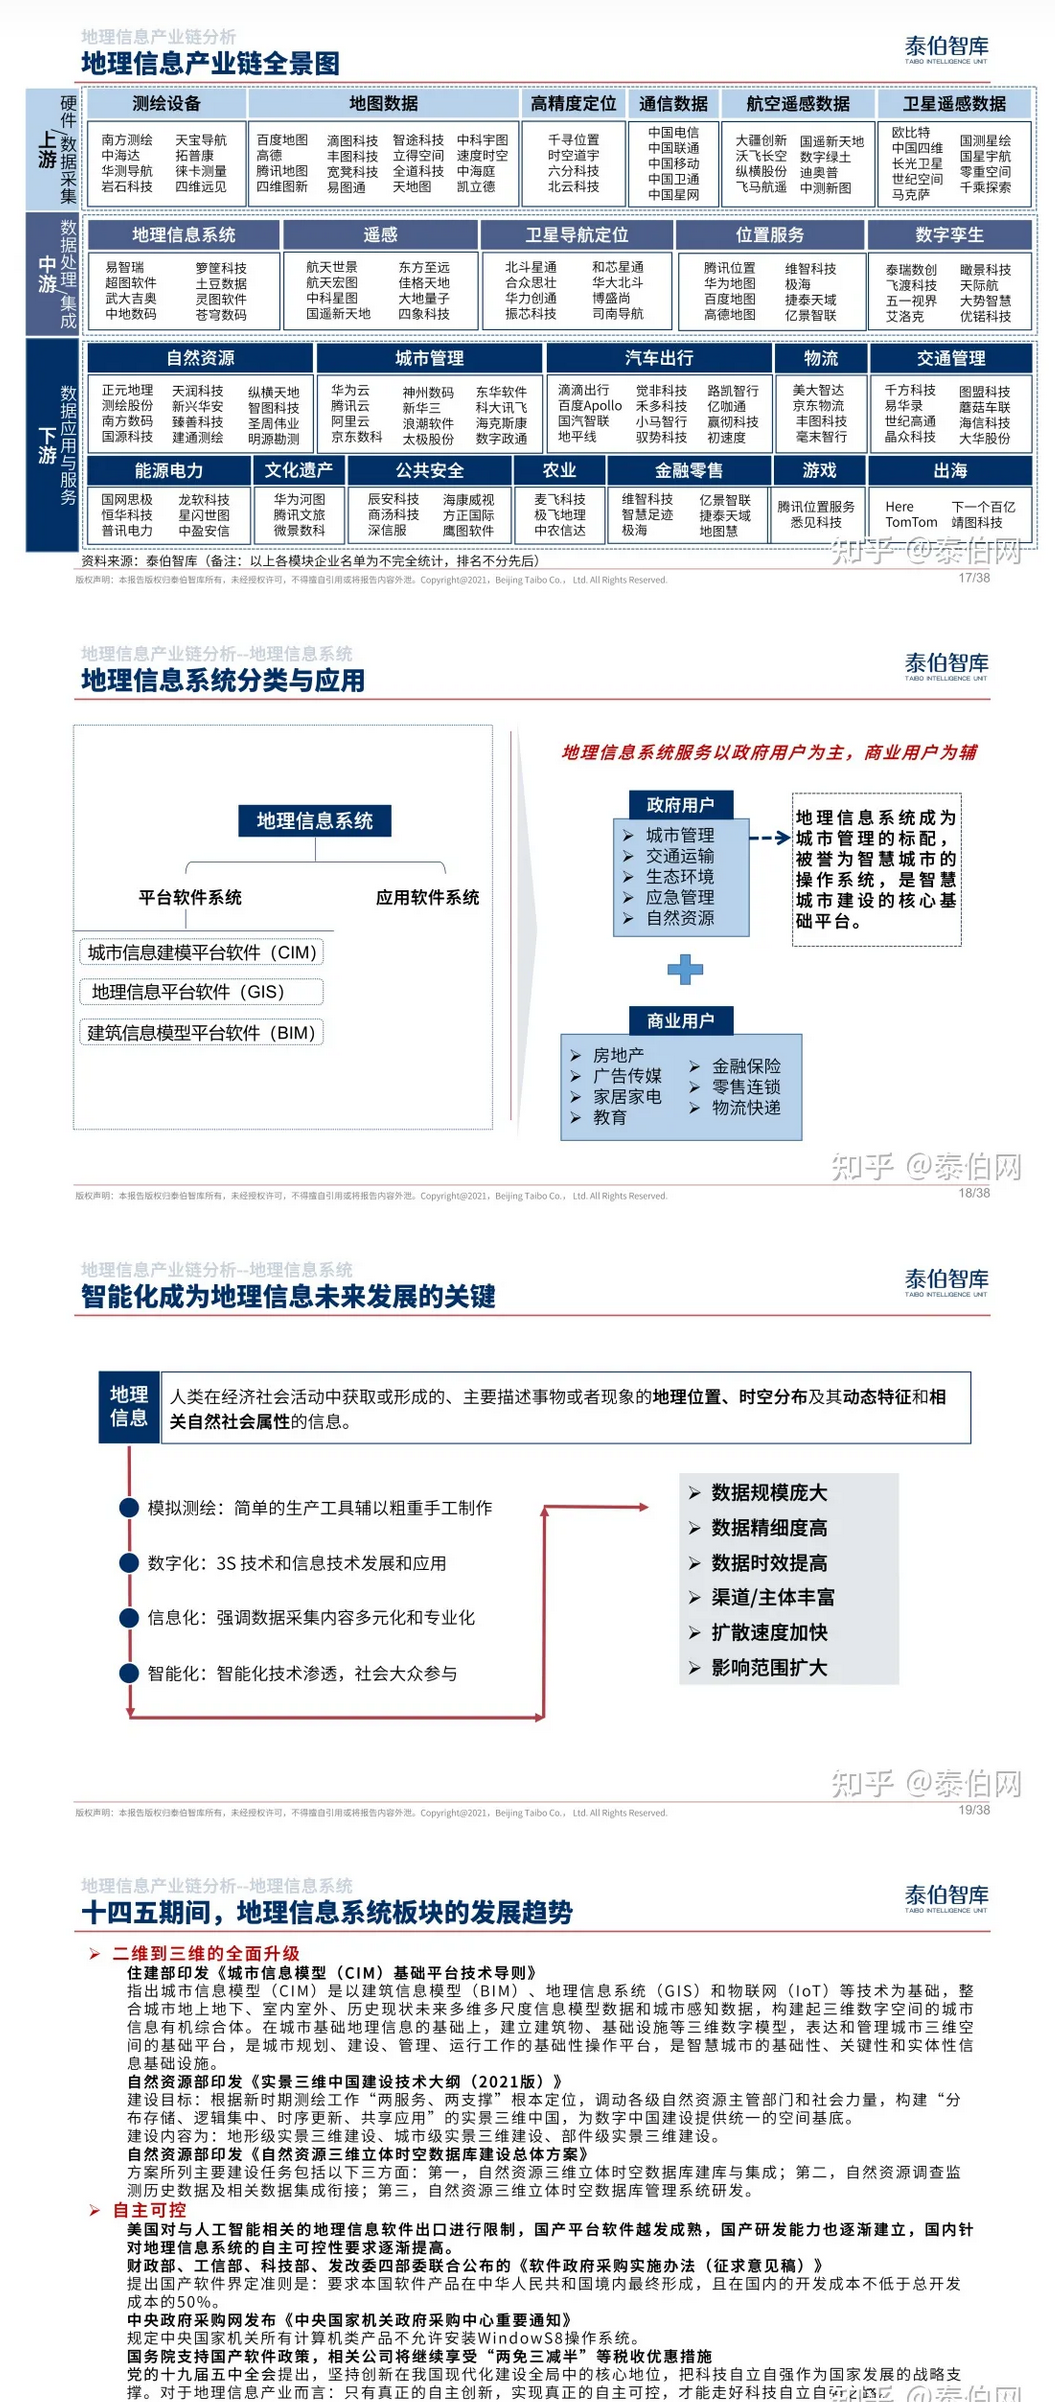 地理信息产业链分析
地理信息产业链全景图
泰伯智库
TAIBO INTELLIGENCE UNIT
上游
硬件/数据采集
测绘设备
南方测绘 天宝导航
中海达 拓普康
华测导航 徕卡测量
岩石科技 四维远见
地图数据
百度地图 滴图科技 智途科技 中科宇图
高德 丰图科技 立得空间 速度时空
腾讯地图 宽凳科技 全道科技 中海庭
四维图新 易图通 天地图 凯立德
高精度定位
千寻位置
时空道宇
六分科技
北云科技
通信数据
中国电信
中国联通
中国移动
中国卫通
中国星网
航空遥感数据
大疆创新 国遥新天地
沃飞长空 数字绿土
纵横股份 迪奥普
飞马航遥 中测新图
卫星遥感数据
欧比特
中国四维
长光卫星
世纪空间
马克萨
国测星绘
国星宇航
零重空间
千乘探索
中游
数据处理/集成
地理信息系统
易智瑞 箩筐科技
超图软件 土豆数据
武大吉奥 灵图软件
中地数码 苍穹数码
遥感
航天世景 东方至远
航天宏图 佳格天地
中科星图 大地量子
国遥新天地 四象科技
卫星导航定位
北斗星通 和芯星通
合众思壮 华大北斗
华力创通 博盛尚
振芯科技 司南导航
位置服务
腾讯位置 维智科技
华为地图 极海
百度地图 捷泰天域
高德地图 亿景智联
数字孪生
泰瑞数创 瞰景科技
飞渡科技 天际航
五一视界 大势智慧
艾洛克 优锘科技
下游
数据应用与服务
自然资源
正元地理 天润科技 纵横天地
测绘股份 新兴华安 智图科技
南方数码 臻善科技 圣周伟业
国源科技 建通测绘 明源勘测
城市管理
华为云 神州数码 东华软件
腾讯云 新华三 科大讯飞
阿里云 浪潮软件 海克斯康
京东数科 太极股份 数字政通
汽车出行
滴滴出行 觉非科技 路凯智行
百度Apollo 禾多科技 亿咖通
国汽智联 小马智行 赢彻科技
地平线 驭势科技 初速度
物流
美大智达
京东物流
丰图科技
毫末智行
交通管理
千方科技 图盟科技
易华录 蘑菇车联
世纪高通 海信科技
晶众科技 大华股份
能源电力
国网思极 龙软科技
恒华科技 星闪世图
普讯电力 中盈安信
文化遗产
华为河图
腾讯文旅
微景数科
公共安全
辰安科技 海康威视
商汤科技 方正国际
深信服 鹰图软件
农业
麦飞科技
极飞地理
中农信达
金融零售
维智科技 亿景智联
智慧足迹 捷泰天域
极海 地图慧
游戏
腾讯位置服务
悉见科技
出海
Here 下一个百亿
TomTom 靖图科技
资料来源：泰伯智库（备注：以上各模块企业名单为不完全统计，排名不分先后）
知乎 @泰伯网
版权声明：本报告版权归泰伯智库所有，未经授权许可，不得擅自引用或将报告内容外泄。Copyright@2021，Beijing Taibo Co.， Ltd. All Rights Reserved.
17/38
地理信息产业链分析--地理信息系统
地理信息系统分类与应用
泰伯智库
TAIBO INTELLIGENCE UNIT
地理信息系统
平台软件系统 应用软件系统
城市信息建模平台软件（CIM）
地理信息平台软件（GIS）
建筑信息模型平台软件（BIM）
地理信息系统服务以政府用户为主，商业用户为辅
政府用户
➢ 城市管理
➢ 交通运输
➢ 生态环境
➢ 应急管理
➢ 自然资源
地理信息系统成为
城市管理的标配，
被誉为智慧城市的
操作系统，是智慧
城市建设的核心基
础平台。
商业用户
➢ 房地产
➢ 广告传媒
➢ 家居家电
➢ 教育
➢ 金融保险
➢ 零售连锁
➢ 物流快递
知乎 @泰伯网
版权声明：本报告版权归泰伯智库所有，未经授权许可，不得擅自引用或将报告内容外泄。Copyright@2021，Beijing Taibo Co.， Ltd. All Rights Reserved.
18/38
地理信息产业链分析--地理信息系统
智能化成为地理信息未来发展的关键
泰伯智库
TAIBO INTELLIGENCE UNIT
地理
信息
人类在经济社会活动中获取或形成的、主要描述事物或者现象的地理位置、时空分布及其动态特征和相
关自然社会属性的信息。
模拟测绘：简单的生产工具辅以粗重手工制作
数字化：3S 技术和信息技术发展和应用
信息化：强调数据采集内容多元化和专业化
智能化：智能化技术渗透，社会大众参与
➢ 数据规模庞大
➢ 数据精细度高
➢ 数据时效提高
➢ 渠道/主体丰富
➢ 扩散速度加快
➢ 影响范围扩大
知乎 @泰伯网
版权声明：本报告版权归泰伯智库所有，未经授权许可，不得擅自引用或将报告内容外泄。Copyright@2021，Beijing Taibo Co.， Ltd. All Rights Reserved.
19/38
地理信息产业链分析--地理信息系统
十四五期间，地理信息系统板块的发展趋势
泰伯智库
TAIBO INTELLIGENCE UNIT
➢ 二维到三维的全面升级
住建部印发《城市信息模型（CIM）基础平台技术导则》
指出城市信息模型（CIM）是以建筑信息模型（BIM）、地理信息系统（GIS）和物联网（IoT）等技术为基础，整
合城市地上地下、室内室外、历史现状未来多维多尺度信息模型数据和城市感知数据，构建起三维数字空间的城市
信息有机综合体。在城市基础地理信息的基础上，建立建筑物、基础设施等三维数字模型，表达和管理城市三维空
间的基础平台，是城市规划、建设、管理、运行工作的基础性操作平台，是智慧城市的基础性、关键性和实体性信
息基础设施。
自然资源部印发《实景三维中国建设技术大纲（2021版）》
建设目标：根据新时期测绘工作“两服务、两支撑”根本定位，调动各级自然资源主管部门和社会力量，构建“分
布存储、逻辑集中、时序更新、共享应用”的实景三维中国，为数字中国建设提供统一的空间基底。
建设内容为：地形级实景三维建设、城市级实景三维建设、部件级实景三维建设。
自然资源部印发《自然资源三维立体时空数据库建设总体方案》
方案所列主要建设任务包括以下三方面：第一，自然资源三维立体时空数据库建库与集成；第二，自然资源调查监
测历史数据及相关数据集成衔接；第三，自然资源三维立体时空数据库管理系统研发。
➢ 自主可控
美国对与人工智能相关的地理信息软件出口进行限制，国产平台软件越发成熟，国产研发能力也逐渐建立，国内针
对地理信息系统的自主可控性要求逐渐提高。
财政部、工信部、科技部、发改委四部委联合公布的《软件政府采购实施办法（征求意见稿）》
提出国产软件界定准则是：要求本国软件产品在中华人民共和国境内最终形成，且在国内的开发成本不低于总开发
成本的50%。
中央政府采购网发布《中央国家机关政府采购中心重要通知》
规定中央国家机关所有计算机类产品不允许安装WindowS8操作系统。
国务院支持国产软件政策，相关公司将继续享受“两免三减半”等税收优惠措施
党的十九届五中全会提出，坚持创新在我国现代化建设全局中的核心地位，把科技自立自强作为国家发展的战略支
撑。对于地理信息产业而言：只有真正的自主创新，实现真正的自主可控，才能走好科技自立自